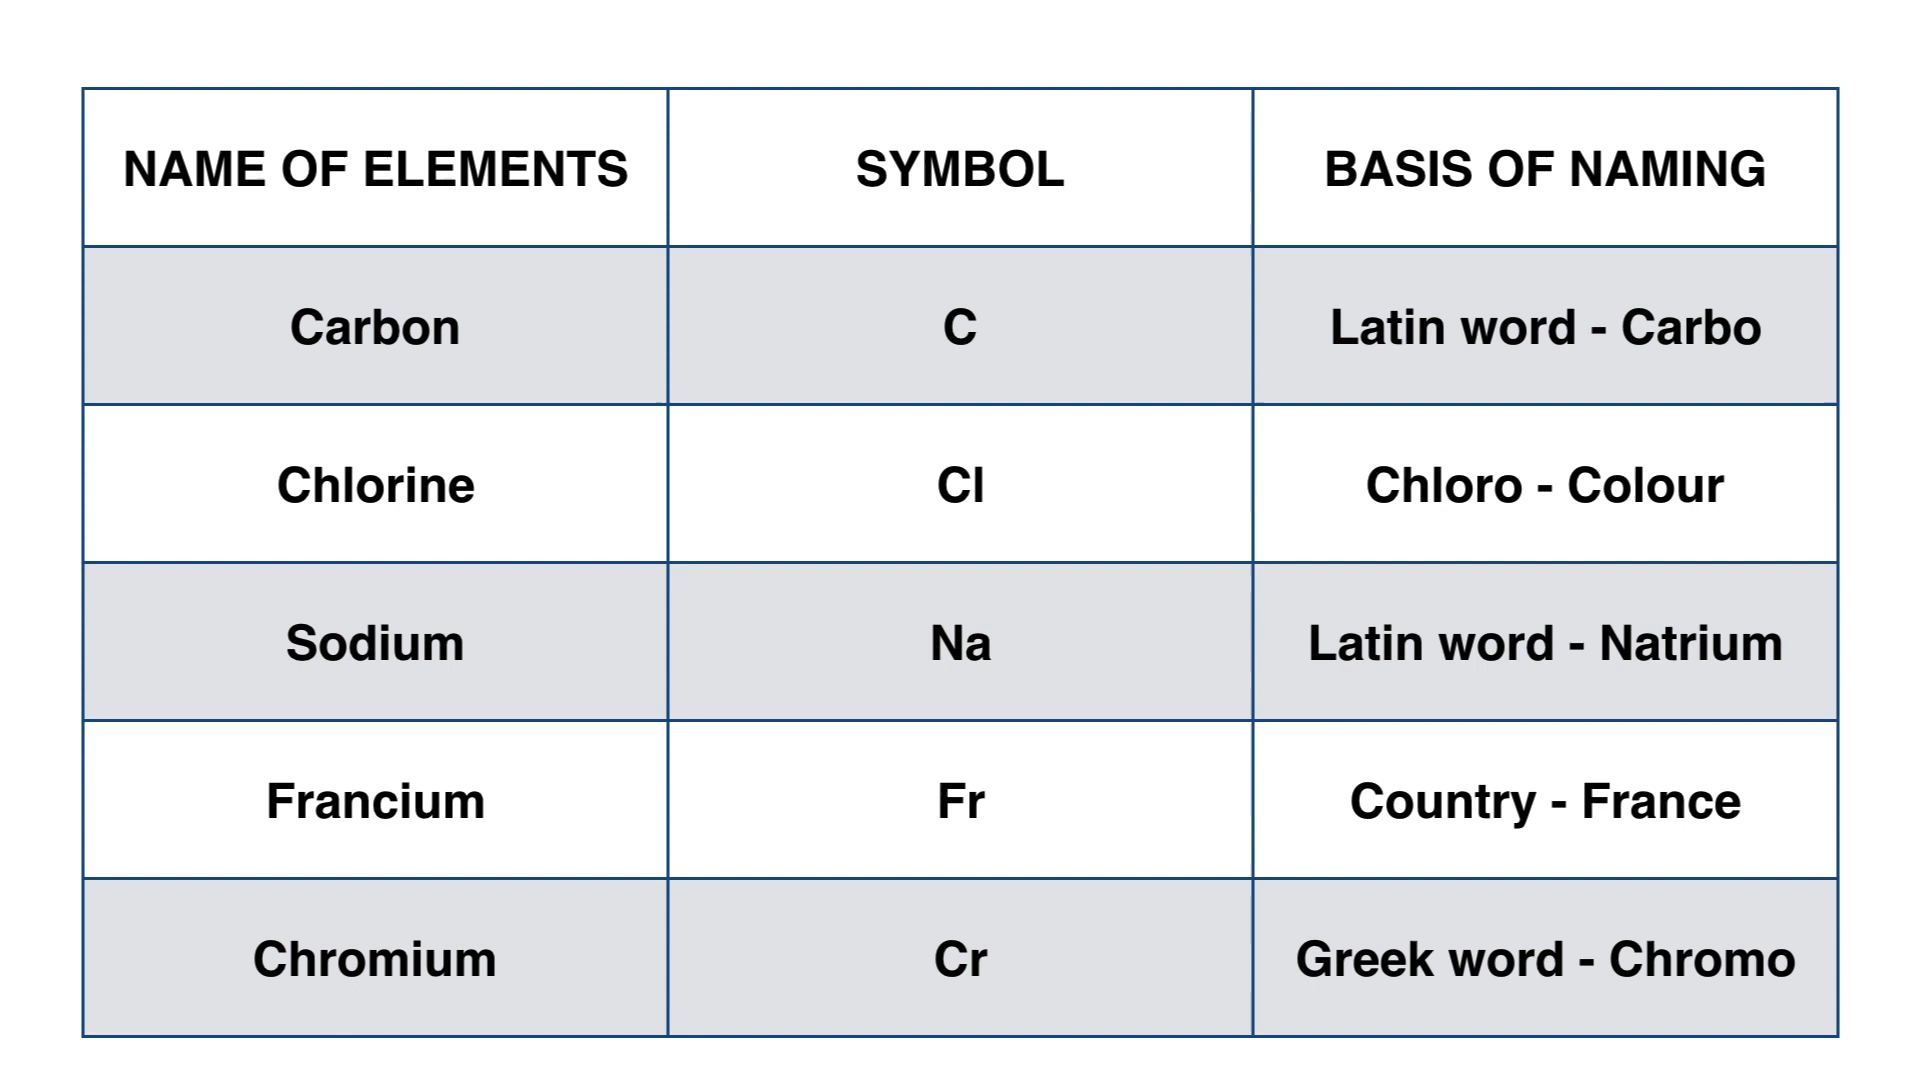 NAME OF ELEMENTS SYMBOL BASIS OF NAMING
Carbon C Latin word - Carbo
Chlorine Cl Chloro - Colour
Sodium Na Latin word - Natrium
Francium Fr Country - France
Chromium Cr Greek word - Chromo